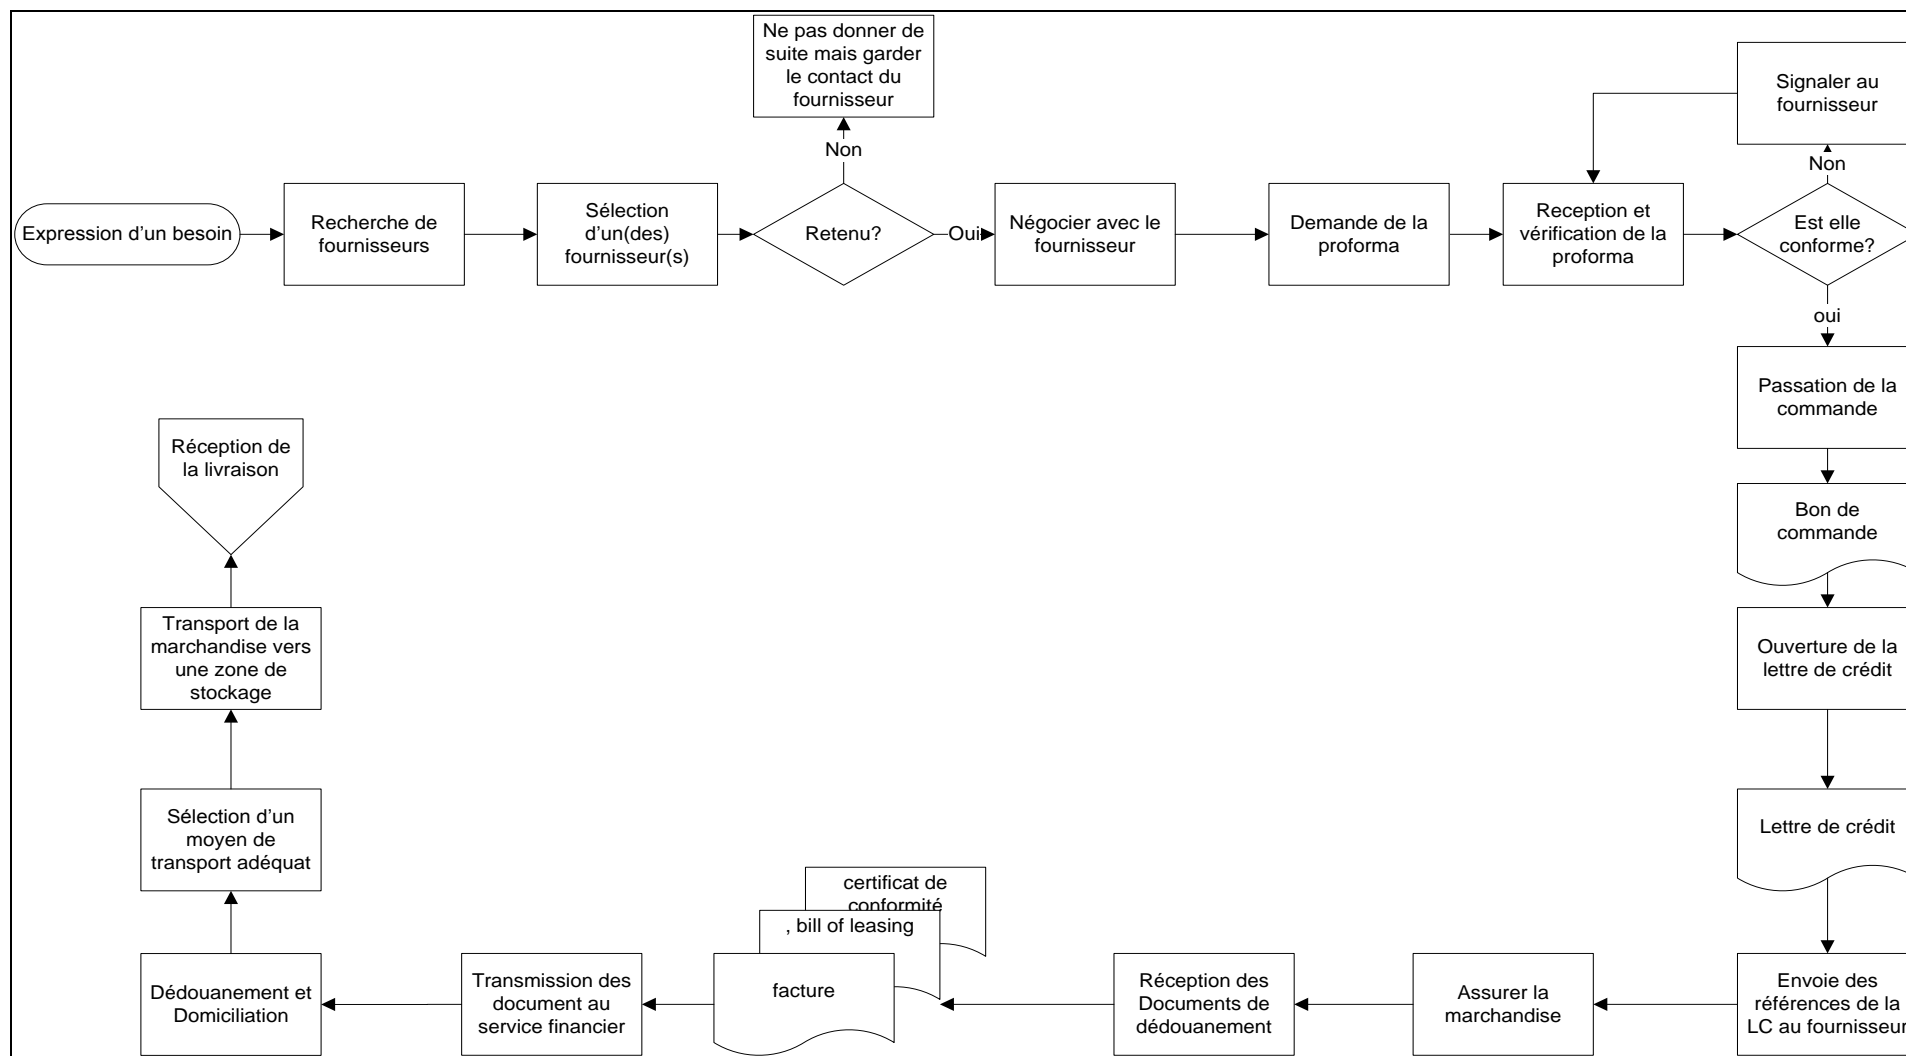 Ne pas donner de
suite mais garder
le contact du
fournisseur
Signaler au
fournisseur
Non
Non
Expression d'un besoin
Recherche de
fournisseurs
Sélection
d'un(des)
fournisseur(s)
Retenu?
Oui
Négocier avec le
fournisseur
Demande de la
proforma
Reception et
vérification de la
proforma
Est elle
conforme?
oui
Passation de la
commande
Bon de
commande
Ouverture de la
lettre de crédit
Lettre de crédit
Envoie des
références de la
LC au fournisseur
Assurer la
marchandise
Réception des
Documents de
dédouanement
certificat de
conformité
, bill of leasing
facture
Transmission des
document au
service financier
Dédouanement et
Domiciliation
Sélection d'un
moyen de
transport adéquat
Transport de la
marchandise vers
une zone de
stockage
Réception de
la livraison